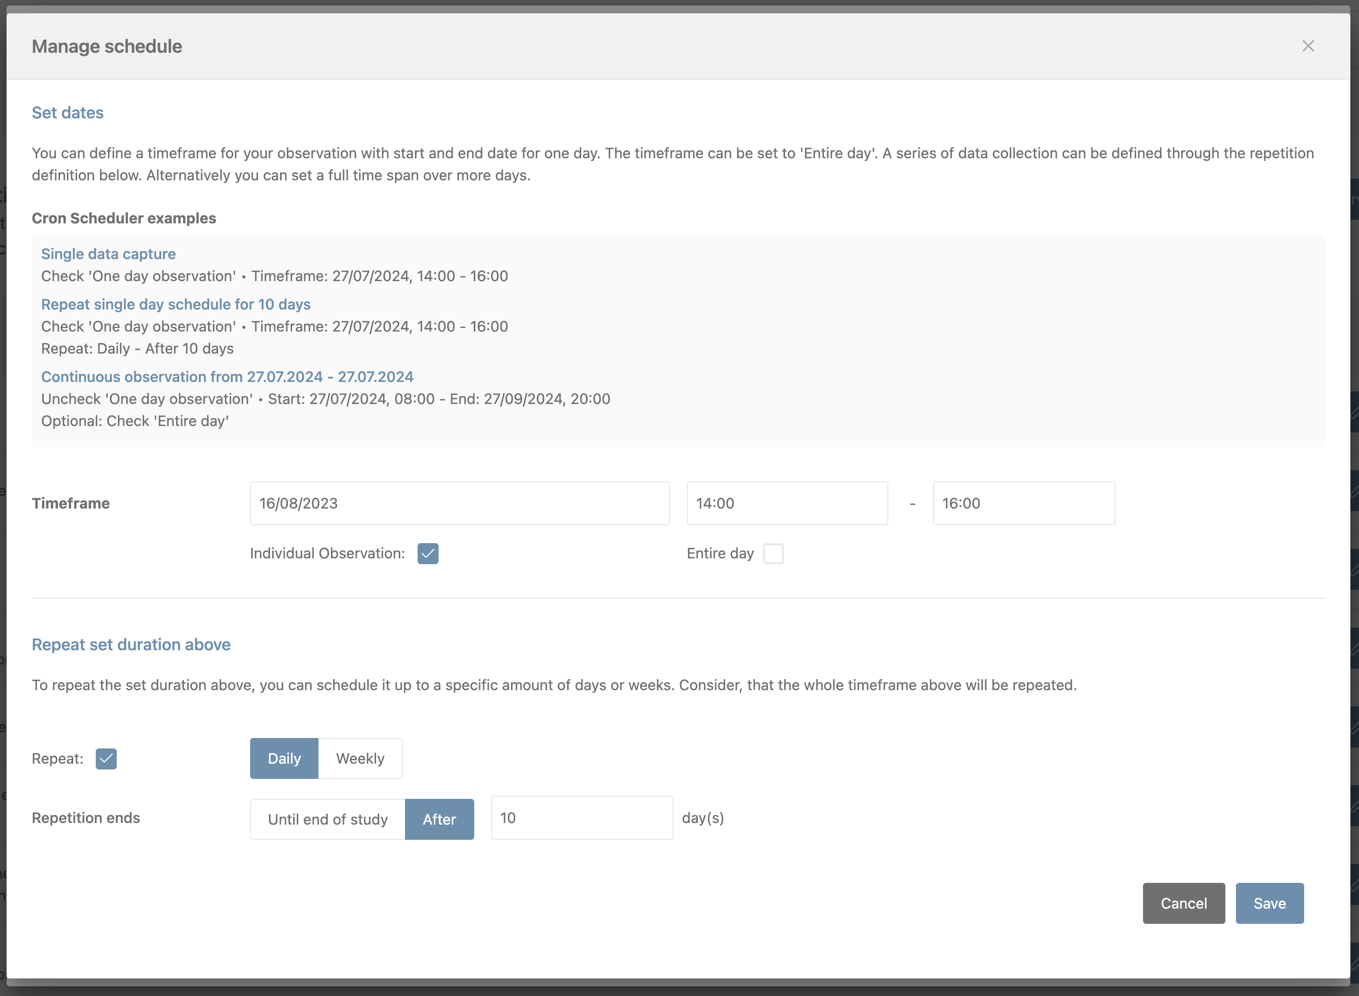 Manage schedule
Set dates
You can define a timeframe for your observation with start and end date for one day. The timeframe can be set to 'Entire day'. A series of data collection can be defined through the repetition
definition below. Alternatively you can set a full time span over more days.
Cron Scheduler examples
Single data capture
Check 'One day observation' • Timeframe: 27/07/2024, 14:00 - 16:00
Repeat single day schedule for 10 days
Check 'One day observation' • Timeframe: 27/07/2024, 14:00 - 16:00
Repeat: Daily - After 10 days
Continuous observation from 27.07.2024 - 27.07.2024
Uncheck 'One day observation' • Start: 27/07/2024, 08:00 - End: 27/09/2024, 20:00
Optional: Check 'Entire day'
Timeframe 16/08/2023 14:00 - 16:00
Individual Observation: Entire day
Repeat set duration above
To repeat the set duration above, you can schedule it up to a specific amount of days or weeks. Consider, that the whole timeframe above will be repeated.
Repeat: Daily Weekly
Repetition ends Until end of study After 10 day(s)
Cancel Save